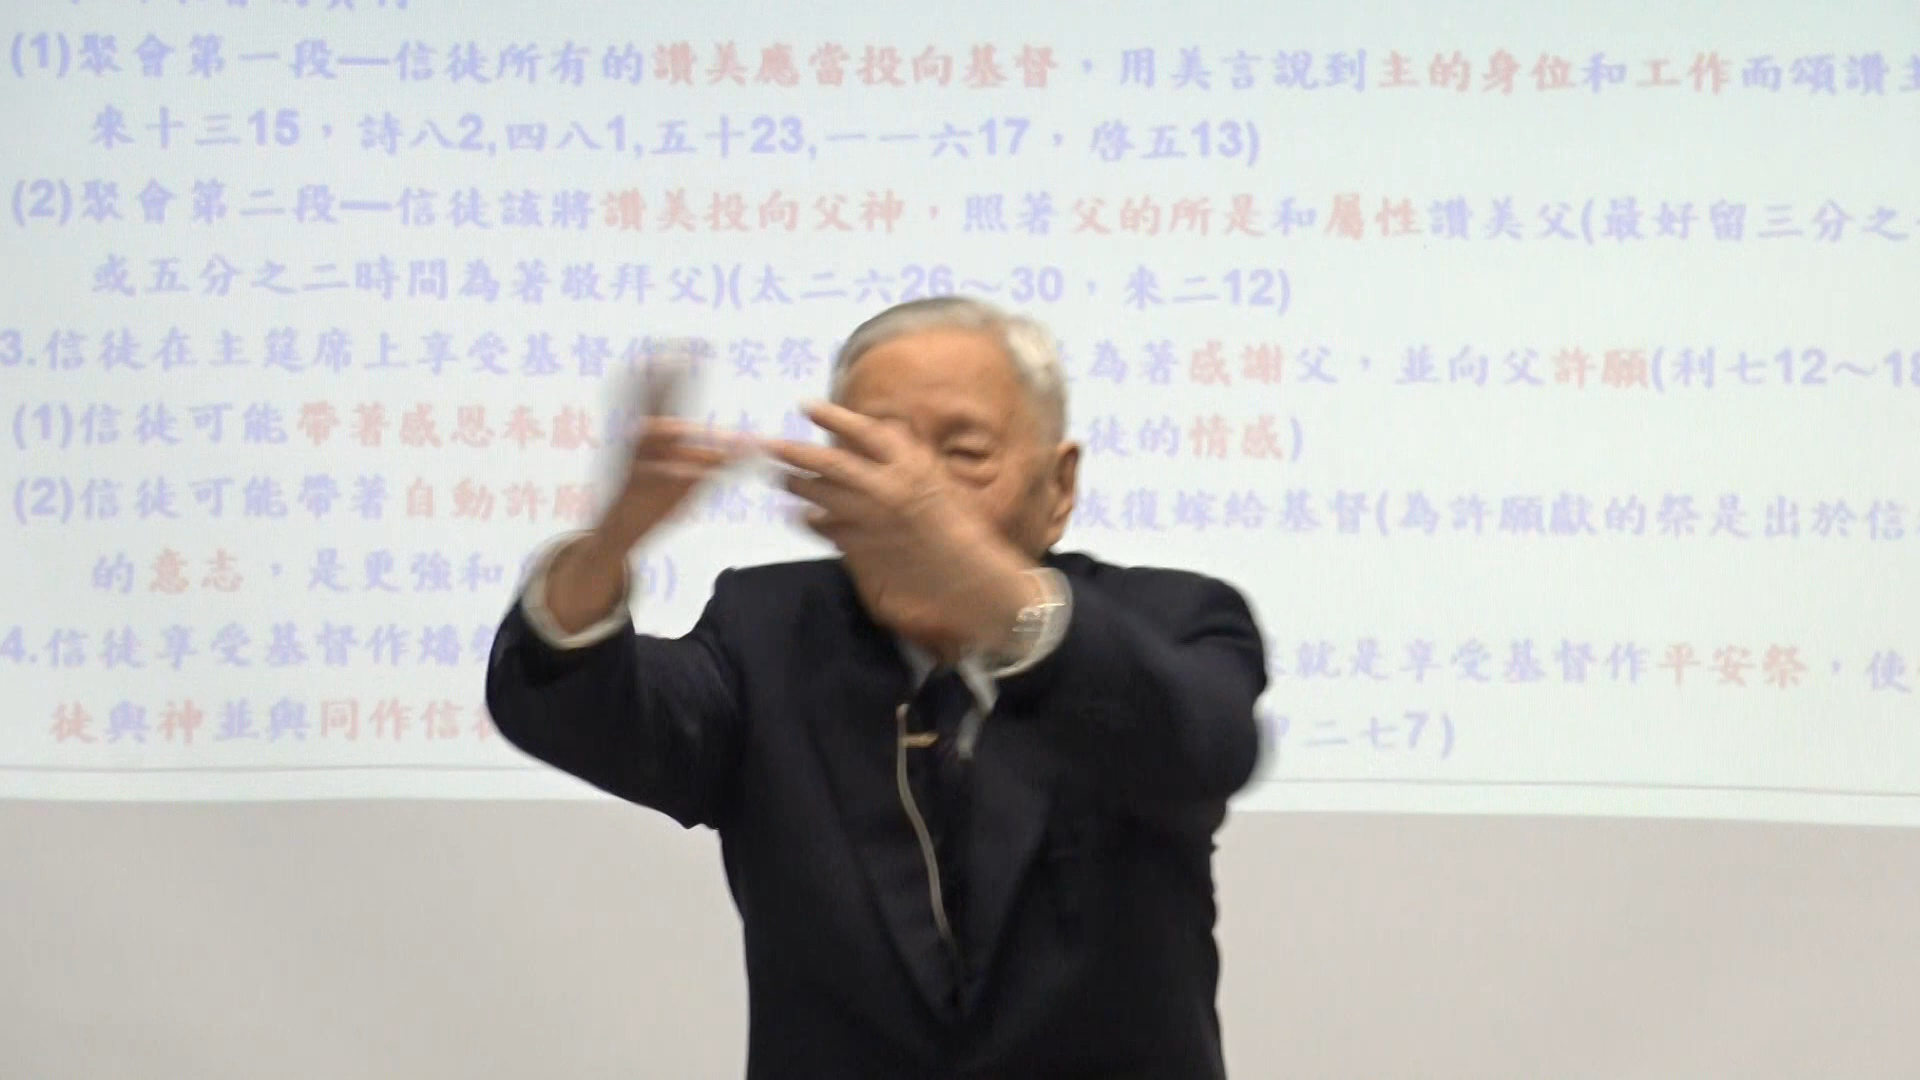 (1)聚會第一段—信徒所有的讚美應當投向基督,用美言說到主的身位和工作而頌讚主
來十三15,詩八2,四八1,五十23,一一六17,啓五13)
(2)聚會第二段—信徒該將讚美投向父神,照著父的所是和屬性讚美父(最好留三分之
或五分之二時間為著敬拜父)(太二六26~30,來二12)
3.信徒在主筵席上享受基督作平安祭 為著感謝父,並向父許願(利七12~18
(1)信徒可能帶著感恩奉獻 徒的情感)
(2)信徒可能帶著自動許願 給 恢復嫁給基督(為許願獻的祭是出於信
的意志,是更強和 )
4.信徒享受基督作燔祭 就是享受基督作平安祭,使
徒與神並與同作信徒 二七7)